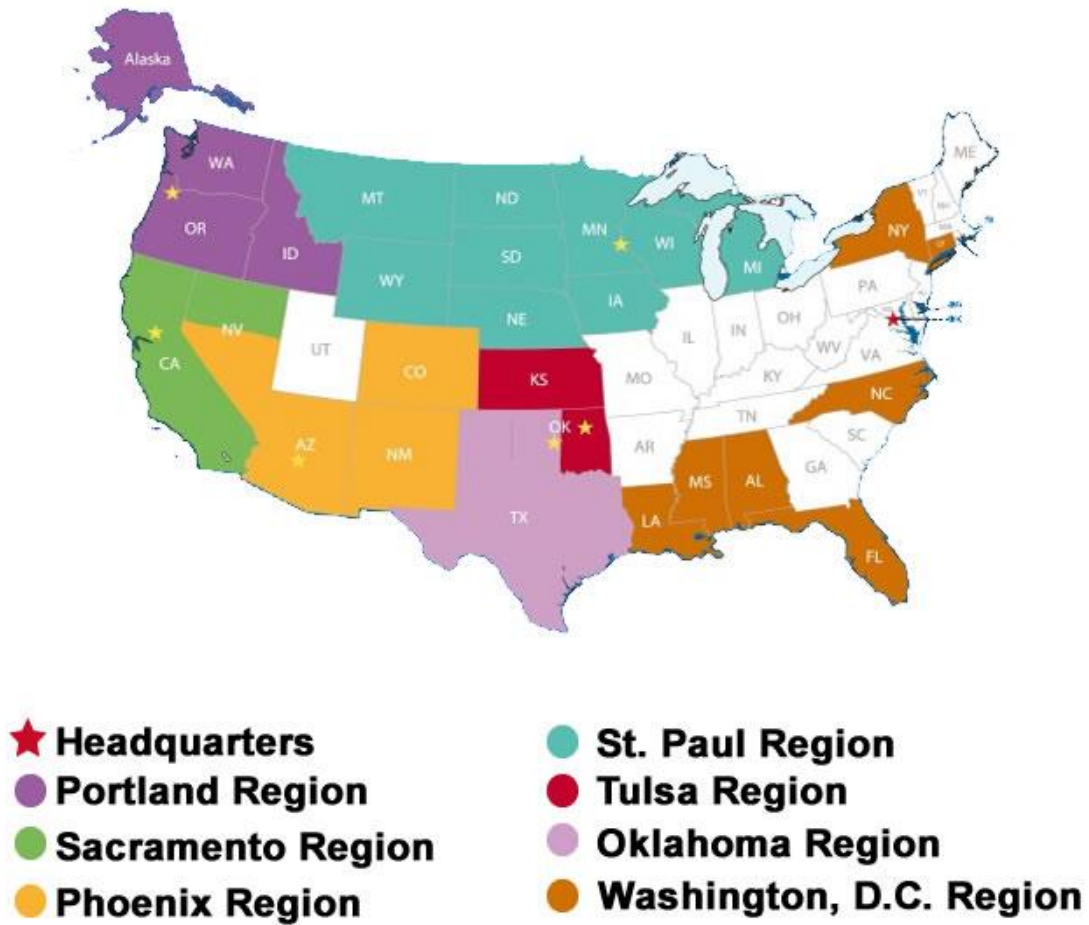 Alaska
ME
WA
VT
NH
MT
ND
OR
MN
NY
WI
ID
SD
MI
WY
PA
IA
NE
OH
NV
IL
IN
UT
WV
CA
CO
VA
KS
MO
KY
NC
OK
TN
AZ
NM
AR
SC
MS
AL
GA
TX
LA
FL
Headquarters
Portland Region
Sacramento Region
Phoenix Region
St. Paul Region
Tulsa Region
Oklahoma Region
Washington, D.C. Region